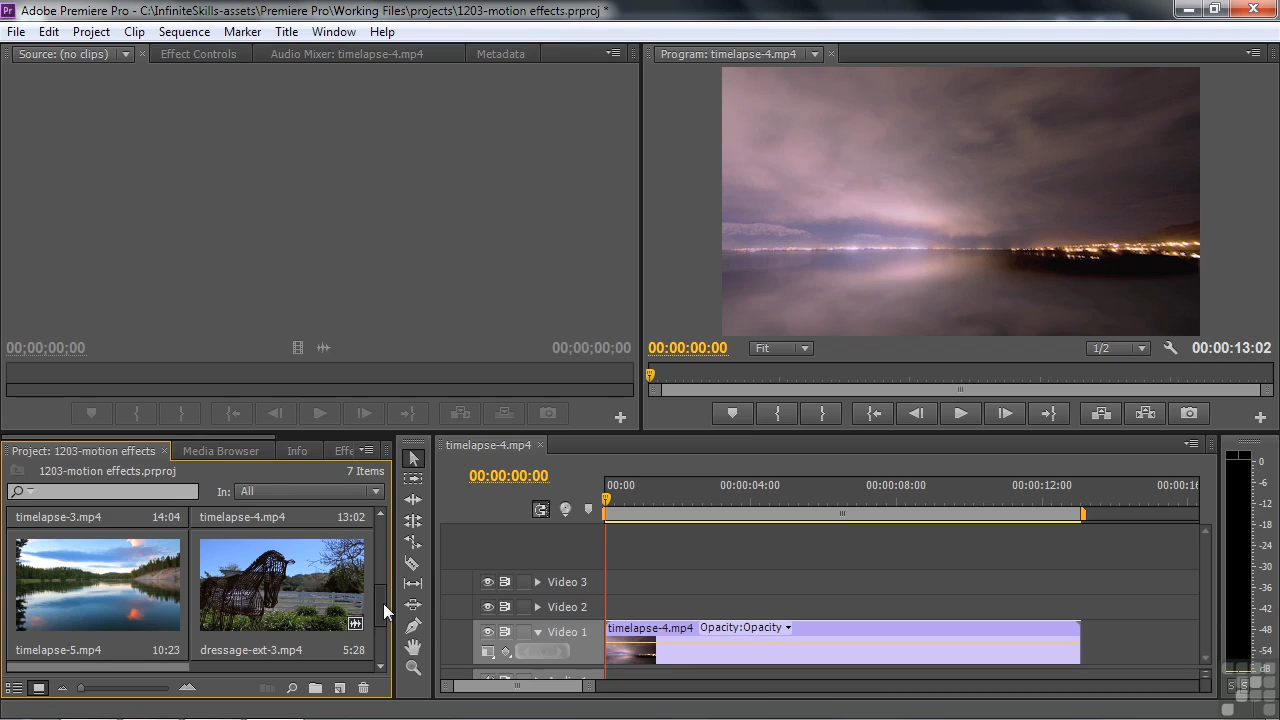 Pr Adobe Premiere Pro - C:\InfiniteSkills-assets\Premiere Pro\Working Files\projects\1203-motion effects.prproj *
File Edit Project Clip Sequence Marker Title Window Help
Source: (no clips) Effect Controls Audio Mixer: timelapse-4.mp4 Metadata
Program: timelapse-4.mp4
00;00;00;00 00;00;00;00
00:00:00:00 Fit 1/2 00:00:13:02
Project: 1203-motion effects Media Browser Info Effe
1203-motion effects.prproj 7 Items
In: All
timelapse-3.mp4 14:04 timelapse-4.mp4 13:02
timelapse-5.mp4 10:23 dressage-ext-3.mp4 5:28
timelapse-4.mp4
00:00:00:00
00:00 00:00:04:00 00:00:08:00 00:00:12:00 00:00:16
Video 3
Video 2
Video 1
timelapse-4.mp4 Opacity:Opacity
0
-6
-12
-18
-24
-30
-36
-42
-48
-54
dB
S S